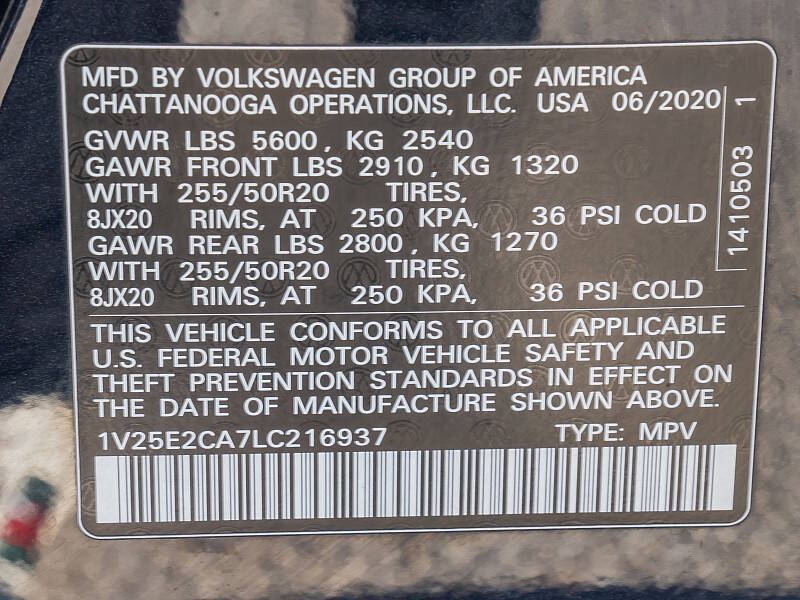 MFD BY VOLKSWAGEN GROUP OF AMERICA
CHATTANOOGA OPERATIONS, LLC. USA 06/2020
GVWR LBS 5600, KG 2540
GAWR FRONT LBS 2910, KG 1320
WITH 255/50R20 TIRES,
8JX20 RIMS, AT 250 KPA, 36 PSI COLD
GAWR REAR LBS 2800, KG 1270
WITH 255/50R20 TIRES,
8JX20 RIMS, AT 250 KPA, 36 PSI COLD
1410503 1
THIS VEHICLE CONFORMS TO ALL APPLICABLE
U.S. FEDERAL MOTOR VEHICLE SAFETY AND
THEFT PREVENTION STANDARDS IN EFFECT ON
THE DATE OF MANUFACTURE SHOWN ABOVE.
1V25E2CA7LC216937 TYPE: MPV